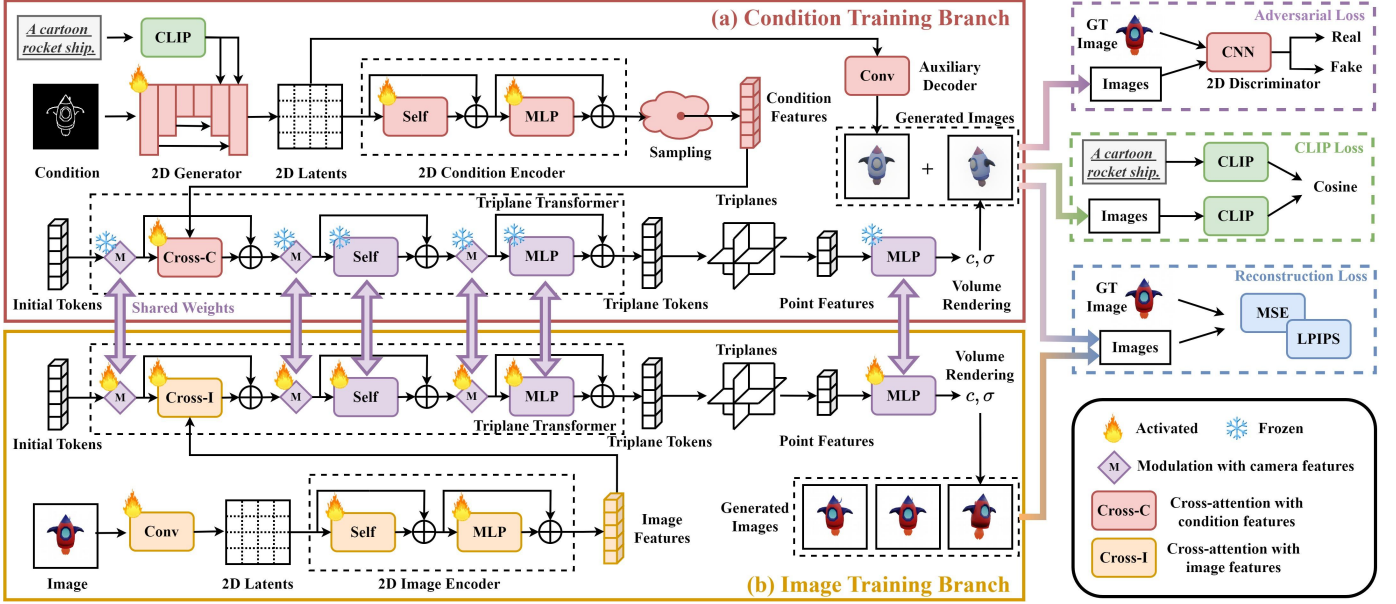 (a) Condition Training Branch
A cartoon
rocket ship.
CLIP
Condition
2D Generator
2D Latents
Self
MLP
2D Condition Encoder
Sampling
Condition
Features
Conv
Auxiliary
Decoder
Generated Images
+
Triplane Transformer
Initial Tokens
M
Cross-C
M
Self
M
MLP
Triplane Tokens
Triplanes
Point Features
MLP
c, σ
Volume
Rendering
Shared Weights
Initial Tokens
M
Cross-I
M
Self
M
MLP
Triplane Transformer
Triplane Tokens
Triplanes
Point Features
MLP
Volume
Rendering
c, σ
Image
Conv
2D Latents
Self
MLP
2D Image Encoder
Image
Features
Generated
Images
(b) Image Training Branch
Adversarial Loss
GT
Image
Images
CNN
2D Discriminator
Real
Fake
CLIP Loss
A cartoon
rocket ship.
CLIP
Images
CLIP
Cosine
Reconstruction Loss
GT
Image
Images
MSE
LPIPS
Activated
Frozen
M
Modulation with camera features
Cross-C
Cross-attention with
condition features
Cross-I
Cross-attention with
image features